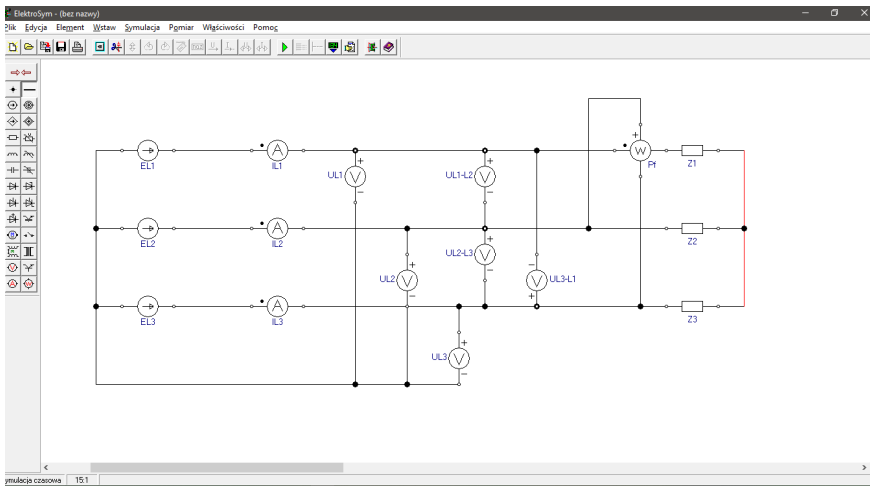 ElektroSym - (bez nazwy)
Plik Edycja Element Wstaw Symulacja Pomiar Właściwości Pomoc
EL1 A IL1 UL1 V + − UL1-L2 V + − W + Pf Z1
EL2 A IL2 UL2 V + − UL2-L3 V + − UL3-L1 V − + Z2
EL3 A IL3 UL3 V + − Z3
ymulacja czasowa 15:1